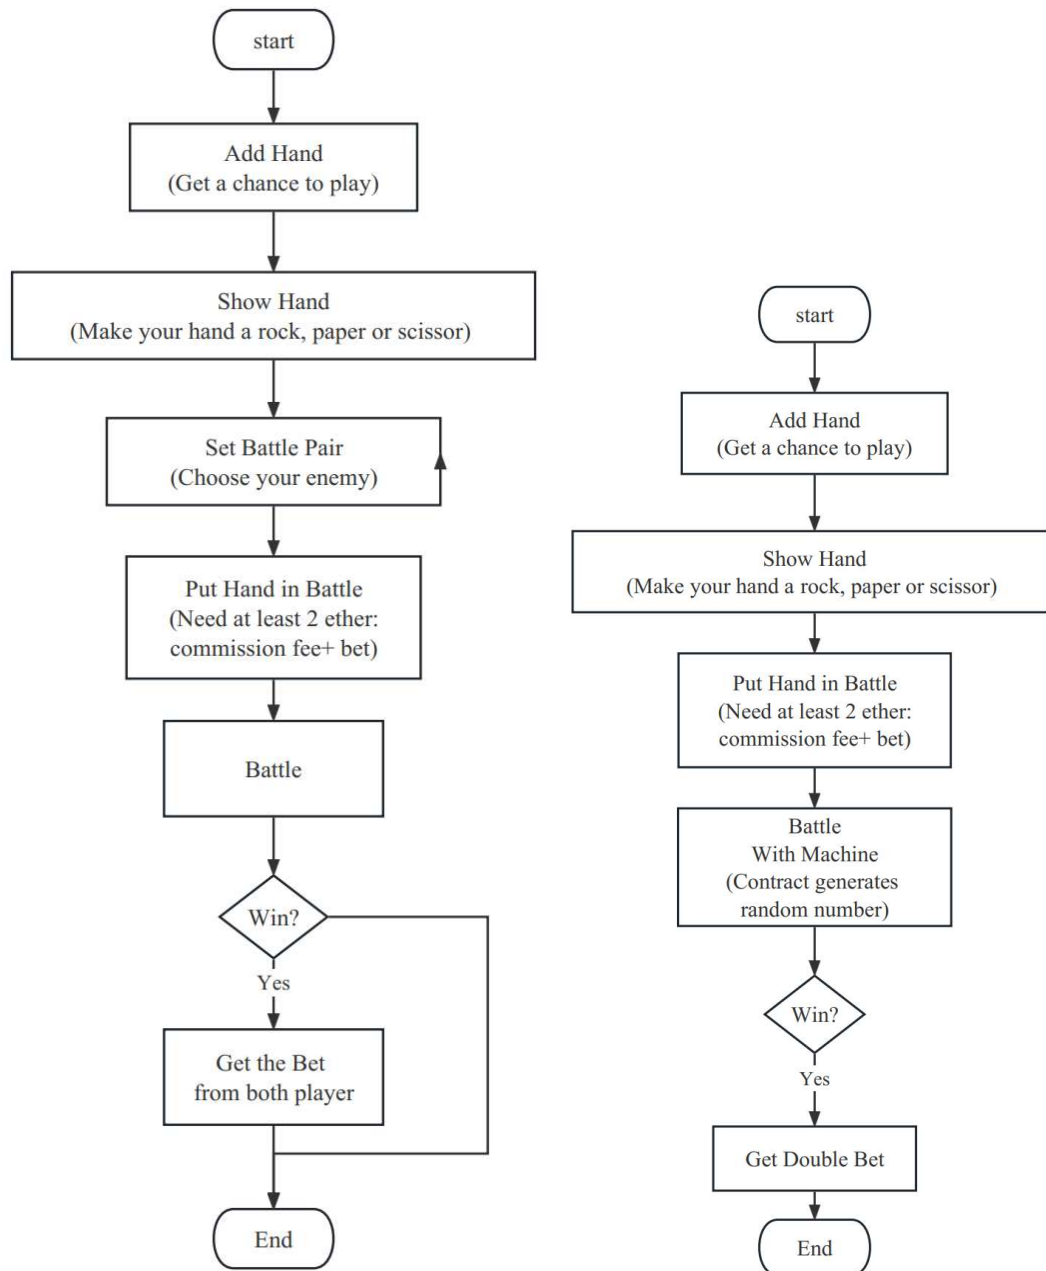 start
Add Hand
(Get a chance to play)
Show Hand
(Make your hand a rock, paper or scissor)
Set Battle Pair
(Choose your enemy)
Put Hand in Battle
(Need at least 2 ether:
commission fee+ bet)
Battle
Win?
Yes
Get the Bet
from both player
End
start
Add Hand
(Get a chance to play)
Show Hand
(Make your hand a rock, paper or scissor)
Put Hand in Battle
(Need at least 2 ether:
commission fee+ bet)
Battle
With Machine
(Contract generates
random number)
Win?
Yes
Get Double Bet
End